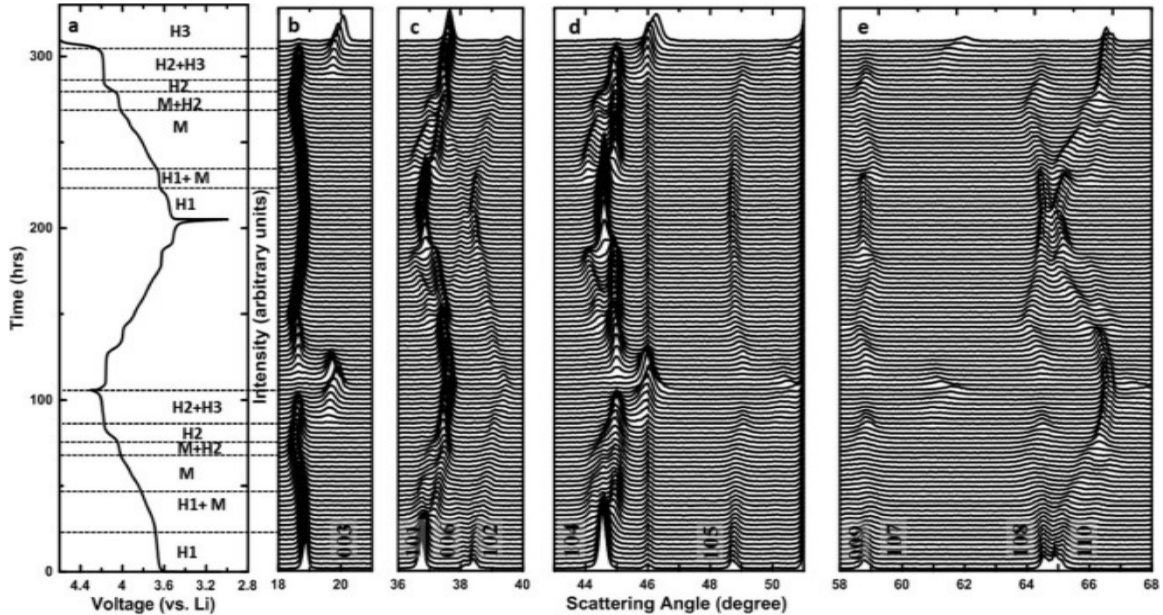 a
b
c
d
e
H3
H2+H3
H2
M+H2
M
H1+ M
H1
H2+H3
H2
M+H2
M
H1+ M
H1
300
200
100
0
Time (hrs)
4.4 4 3.6 3.2 2.8
Voltage (vs. Li)
Intensity (arbitrary units)
003
18 20
101
006
102
36 38 40
104
105
44 46 48 50
009
107
108
110
58 60 62 64 66 68
Scattering Angle (degree)